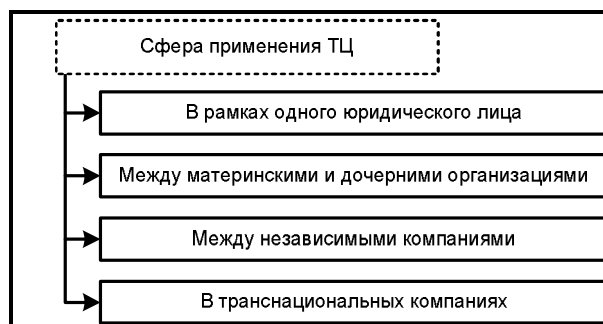 Сфера применения ТЦ
В рамках одного юридического лица
Между материнскими и дочерними организациями
Между независимыми компаниями
В транснациональных компаниях